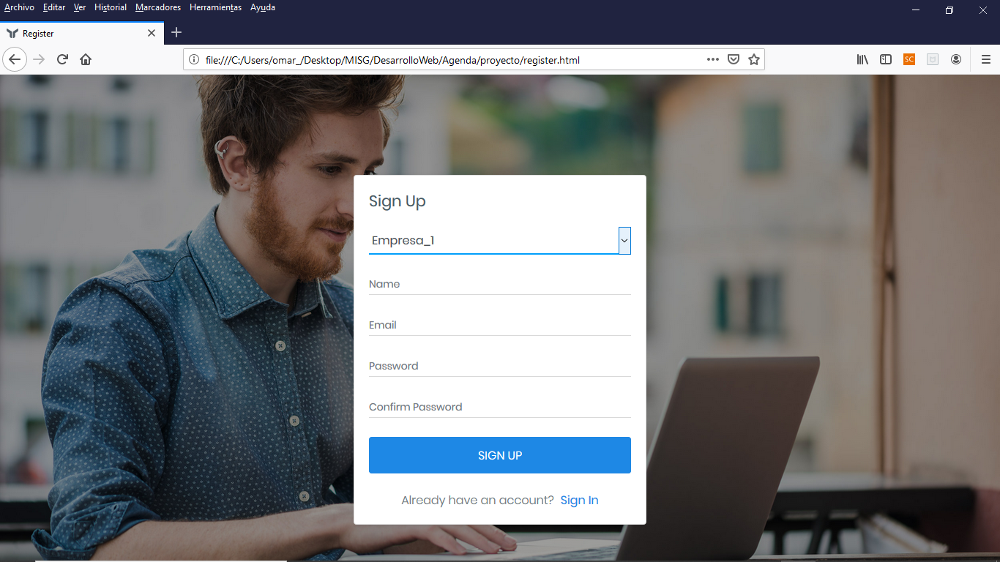 Archivo Editar Ver Historial Marcadores Herramientas Ayuda
Register
file:///C:/Users/omar_/Desktop/MISG/DesarrolloWeb/Agenda/proyecto/register.html
SC
Sign Up
Empresa_1
Name
Email
Password
Confirm Password
SIGN UP
Already have an account? Sign In